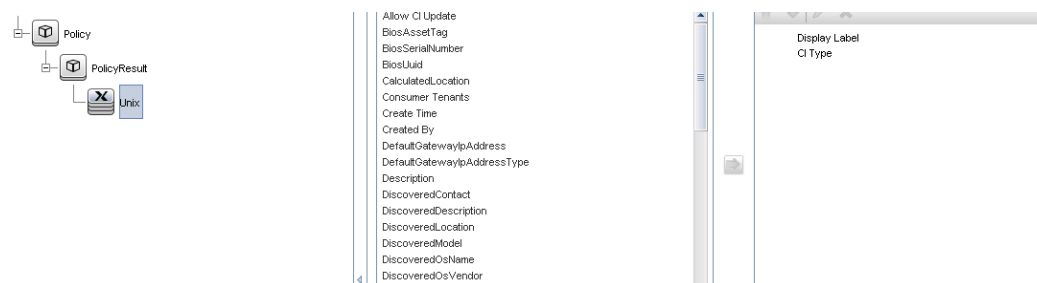 Policy
PolicyResult
Unix
Allow CI Update
BiosAssetTag
BiosSerialNumber
BiosUuid
CalculatedLocation
Consumer Tenants
Create Time
Created By
DefaultGatewayIpAddress
DefaultGatewayIpAddressType
Description
DiscoveredContact
DiscoveredDescription
DiscoveredLocation
DiscoveredModel
DiscoveredOsName
DiscoveredOsVendor
Display Label
CI Type